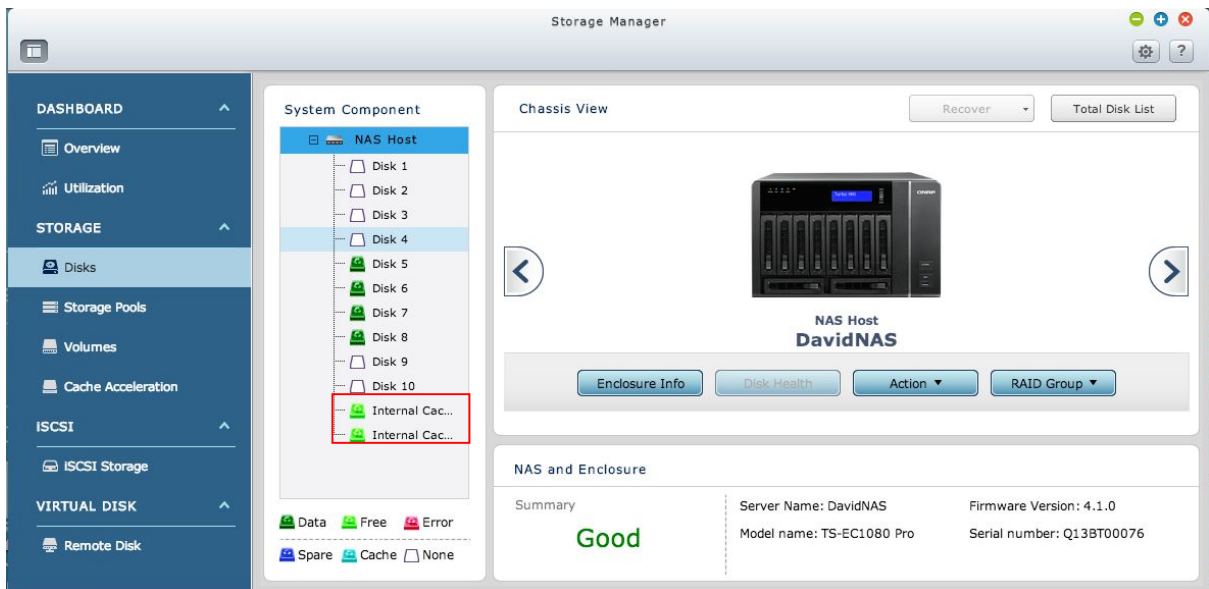 Storage Manager
?
DASHBOARD
Overview
Utilization
STORAGE
Disks
Storage Pools
Volumes
Cache Acceleration
iSCSI
iSCSI Storage
VIRTUAL DISK
Remote Disk
System Component
NAS Host
Disk 1
Disk 2
Disk 3
Disk 4
Disk 5
Disk 6
Disk 7
Disk 8
Disk 9
Disk 10
Internal Cac...
Internal Cac...
Data Free Error
Spare Cache None
Chassis View
Recover
Total Disk List
QNAP
NAS Host
DavidNAS
Enclosure Info
Disk Health
Action
RAID Group
NAS and Enclosure
Summary
Good
Server Name: DavidNAS
Model name: TS-EC1080 Pro
Firmware Version: 4.1.0
Serial number: Q13BT00076